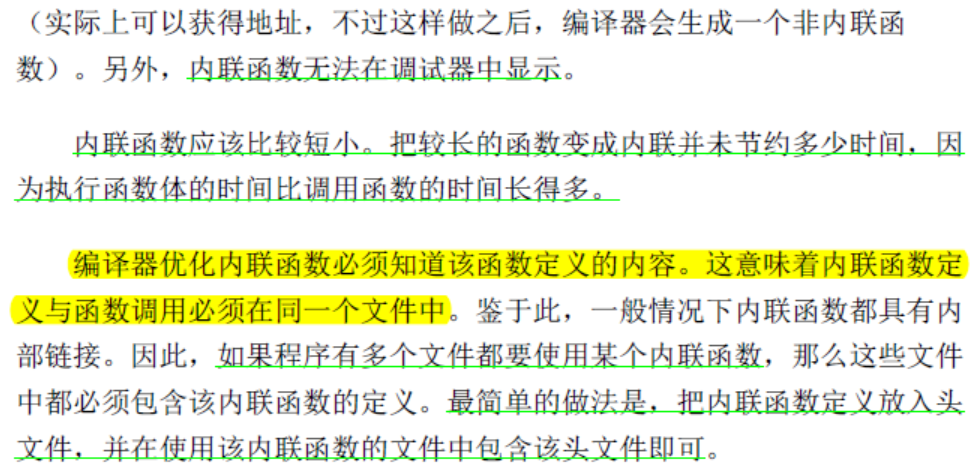 （实际上可以获得地址，不过这样做之后，编译器会生成一个非内联函
数）。另外，内联函数无法在调试器中显示。
内联函数应该比较短小。把较长的函数变成内联并未节约多少时间，因
为执行函数体的时间比调用函数的时间长得多。
编译器优化内联函数必须知道该函数定义的内容。这意味着内联函数定
义与函数调用必须在同一个文件中。鉴于此，一般情况下内联函数都具有内
部链接。因此，如果程序有多个文件都要使用某个内联函数，那么这些文件
中都必须包含该内联函数的定义。最简单的做法是，把内联函数定义放入头
文件，并在使用该内联函数的文件中包含该头文件即可。